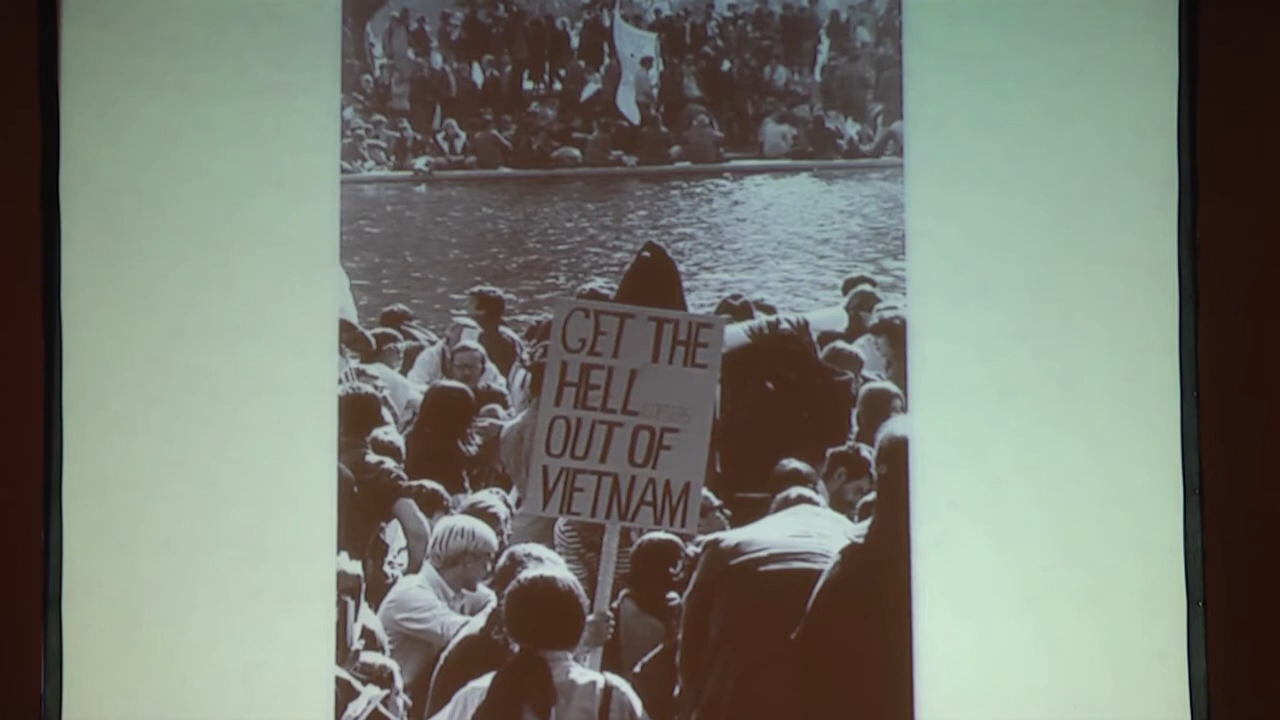 GET THE
HELL
OUT OF
VIETNAM